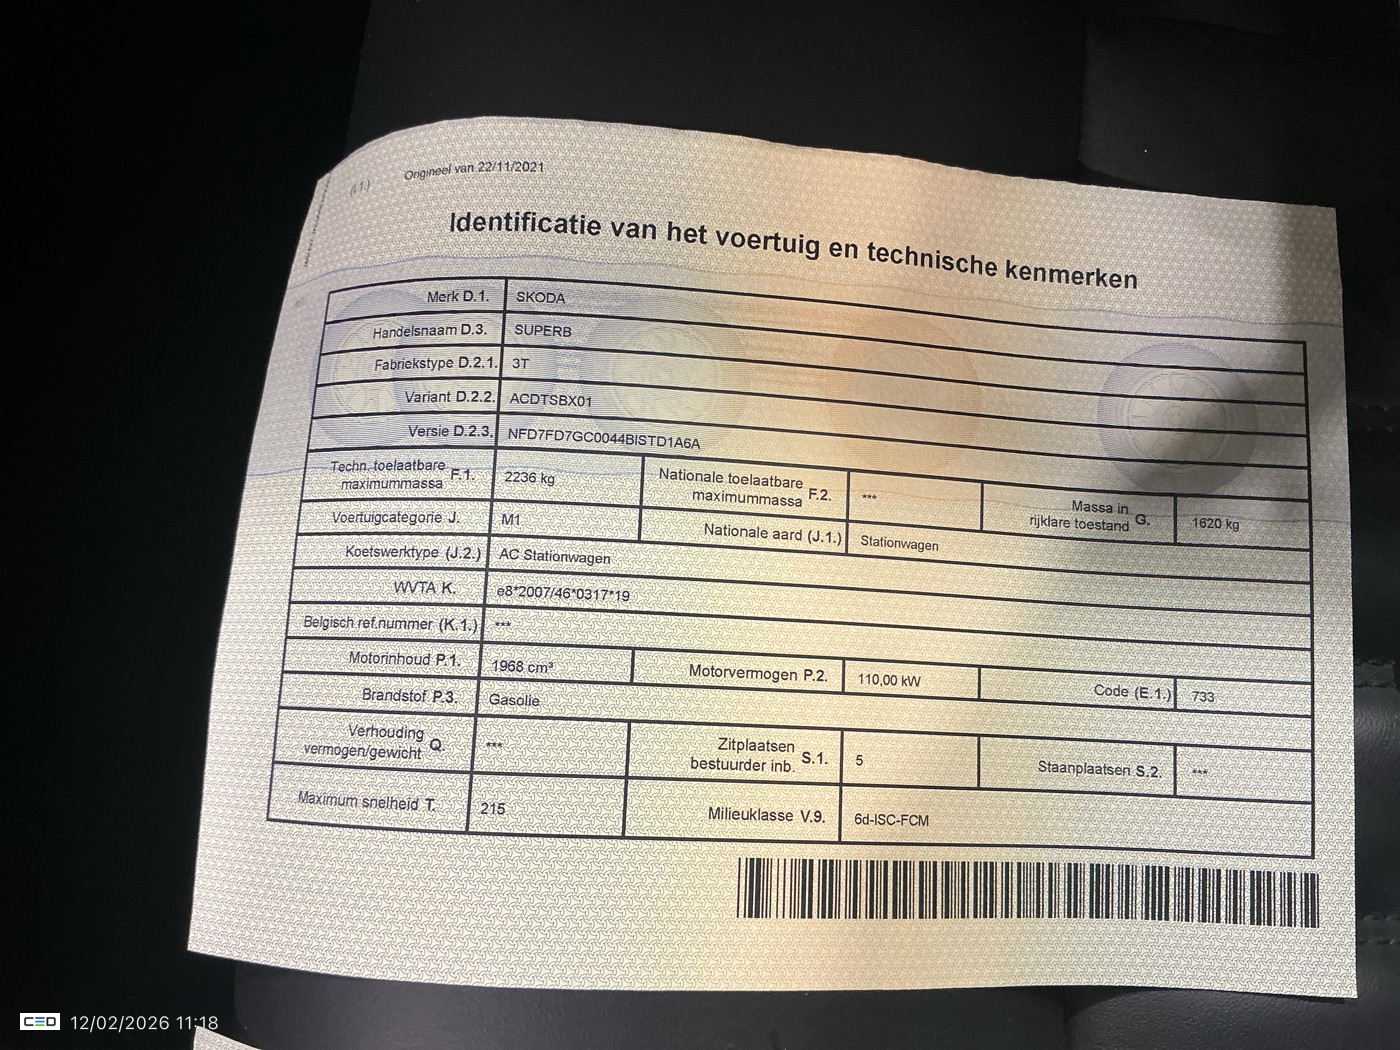 (I.1.)
Origineel van 22/11/2021
Identificatie van het voertuig en technische kenmerken
Merk D.1. SKODA
Handelsnaam D.3. SUPERB
Fabriekstype D.2.1. 3T
Variant D.2.2. ACDTSBX01
Versie D.2.3. NFD7FD7GC0044BISTD1A6A
Techn. toelaatbare maximummassa F.1. 2236 kg Nationale toelaatbare maximummassa F.2. *** Massa in rijklare toestand G. 1620 kg
Voertuigcategorie J. M1 Nationale aard (J.1.) Stationwagen
Koetswerktype (J.2.) AC Stationwagen
WVTA K. e8*2007/46*0317*19
Belgisch ref.nummer (K.1.) ***
Motorinhoud P.1. 1968 cm³ Motorvermogen P.2. 110,00 kW Code (E.1.) 733
Brandstof P.3. Gasolie
Verhouding vermogen/gewicht Q. *** Zitplaatsen bestuurder inb. S.1. 5 Staanplaatsen S.2. ***
Maximum snelheid T. 215 Milieuklasse V.9. 6d-ISC-FCM
CED 12/02/2026 11:18